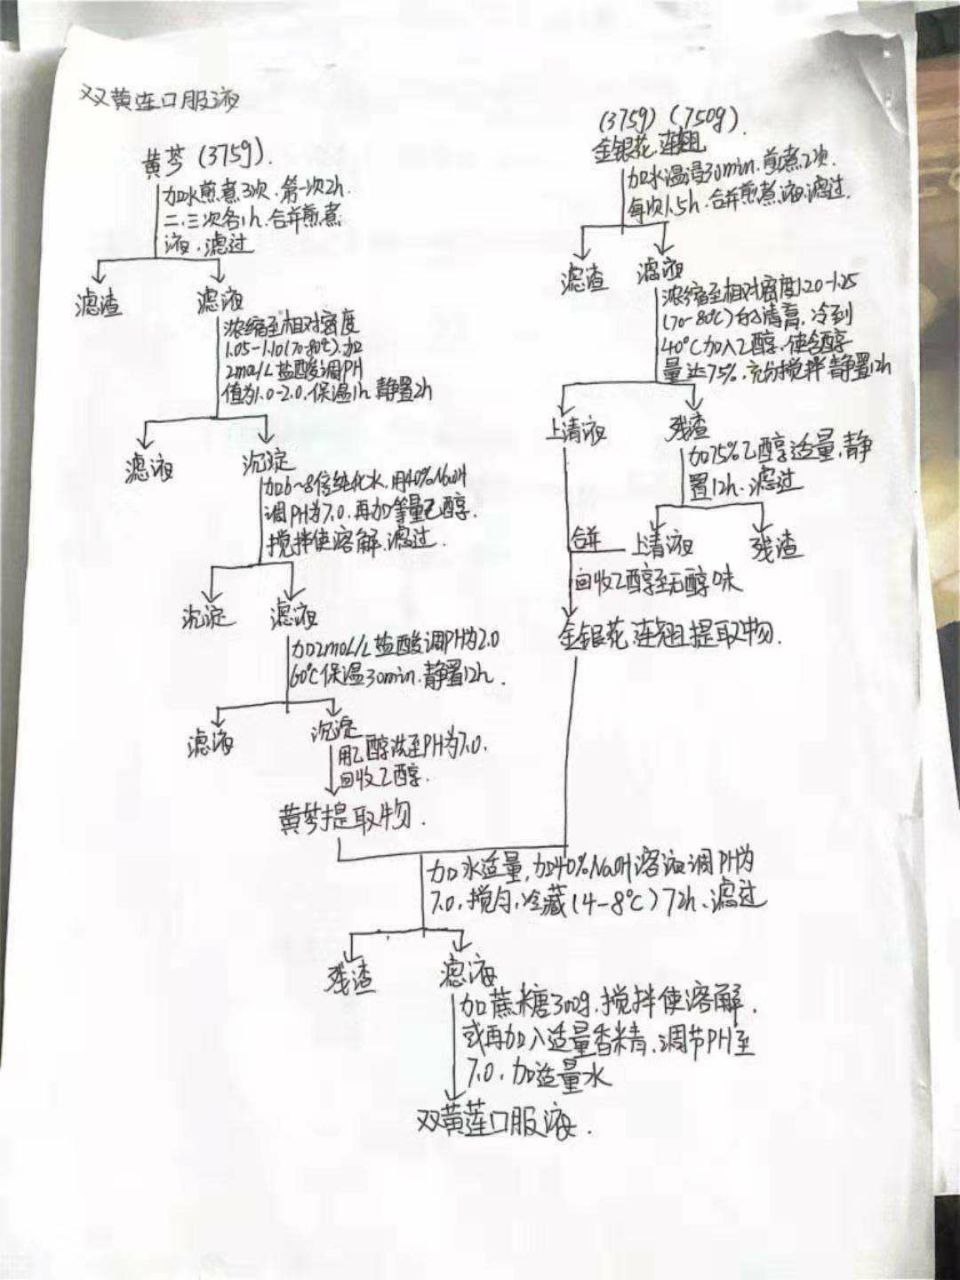 双黄连口服液
黄芩(375g).
加水煎煮3次.第一次2h.
二、三次各1h.合并煎煮
液.滤过
滤渣
滤液
浓缩至相对密度
1.05-1.10(70-80℃).加
2mol/L盐酸调PH
值为1.0-2.0.保温1h.静置2h
滤液
沉淀
加6~8倍纯化水.用40%NaOH
调PH为7.0.再加等量乙醇.
搅拌使溶解.滤过.
沉淀
滤液
加2mol/L盐酸调PH为2.0
60℃保温30min.静置12h.
滤液
沉淀
用乙醇洗至PH为7.0.
回收乙醇.
黄芩提取物.
(375g)(750g).
金银花.连翘
加水温浸30min.煎煮2次.
每次1.5h.合并煎煮液.滤过.
滤渣
滤液
浓缩至相对密度1.20-1.25
(70-80℃)的清膏.冷到
40℃加入乙醇.使含醇
量达75%.充分搅拌.静置12h
上清液
残渣
加75%乙醇适量.静
置12h.滤过
合并
上清液
残渣
回收乙醇至无醇味
金银花.连翘提取物.
加水适量,加40%NaOH溶液调PH为
7.0.搅匀.冷藏(4-8℃)72h.滤过
残渣
滤液
加蔗糖300g.搅拌使溶解.
或再加入适量香精.调节PH至
7.0.加适量水
双黄莲口服液.